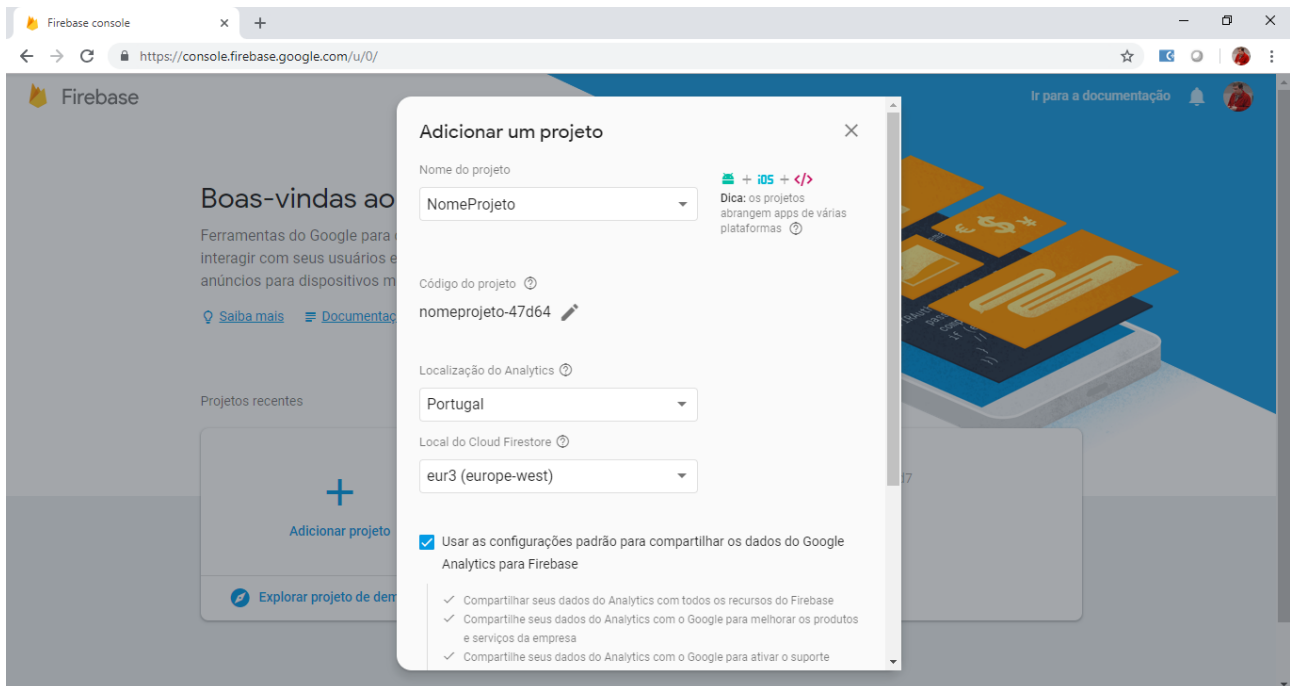 Firebase console
https://console.firebase.google.com/u/0/
Firebase
Ir para a documentação
Boas-vindas ao
Ferramentas do Google para
interagir com seus usuários e
anúncios para dispositivos
Saiba mais
Projetos recentes
Adicionar projeto
Explorar projeto de
Adicionar um projeto
Nome do projeto
NomeProjeto
+ iOS + </>
Dica: os projetos
abrangem apps de várias
plataformas
Código do projeto
nomeprojeto-47d64
Localização do Analytics
Portugal
Local do Cloud Firestore
eur3 (europe-west)
Usar as configurações padrão para compartilhar os dados do Google
Analytics para Firebase
Compartilhar seus dados do Analytics com todos os recursos do Firebase
Compartilhe seus dados do Analytics com o Google para melhorar os produtos
e serviços da empresa
Compartilhe seus dados do Analytics com o Google para ativar o suporte